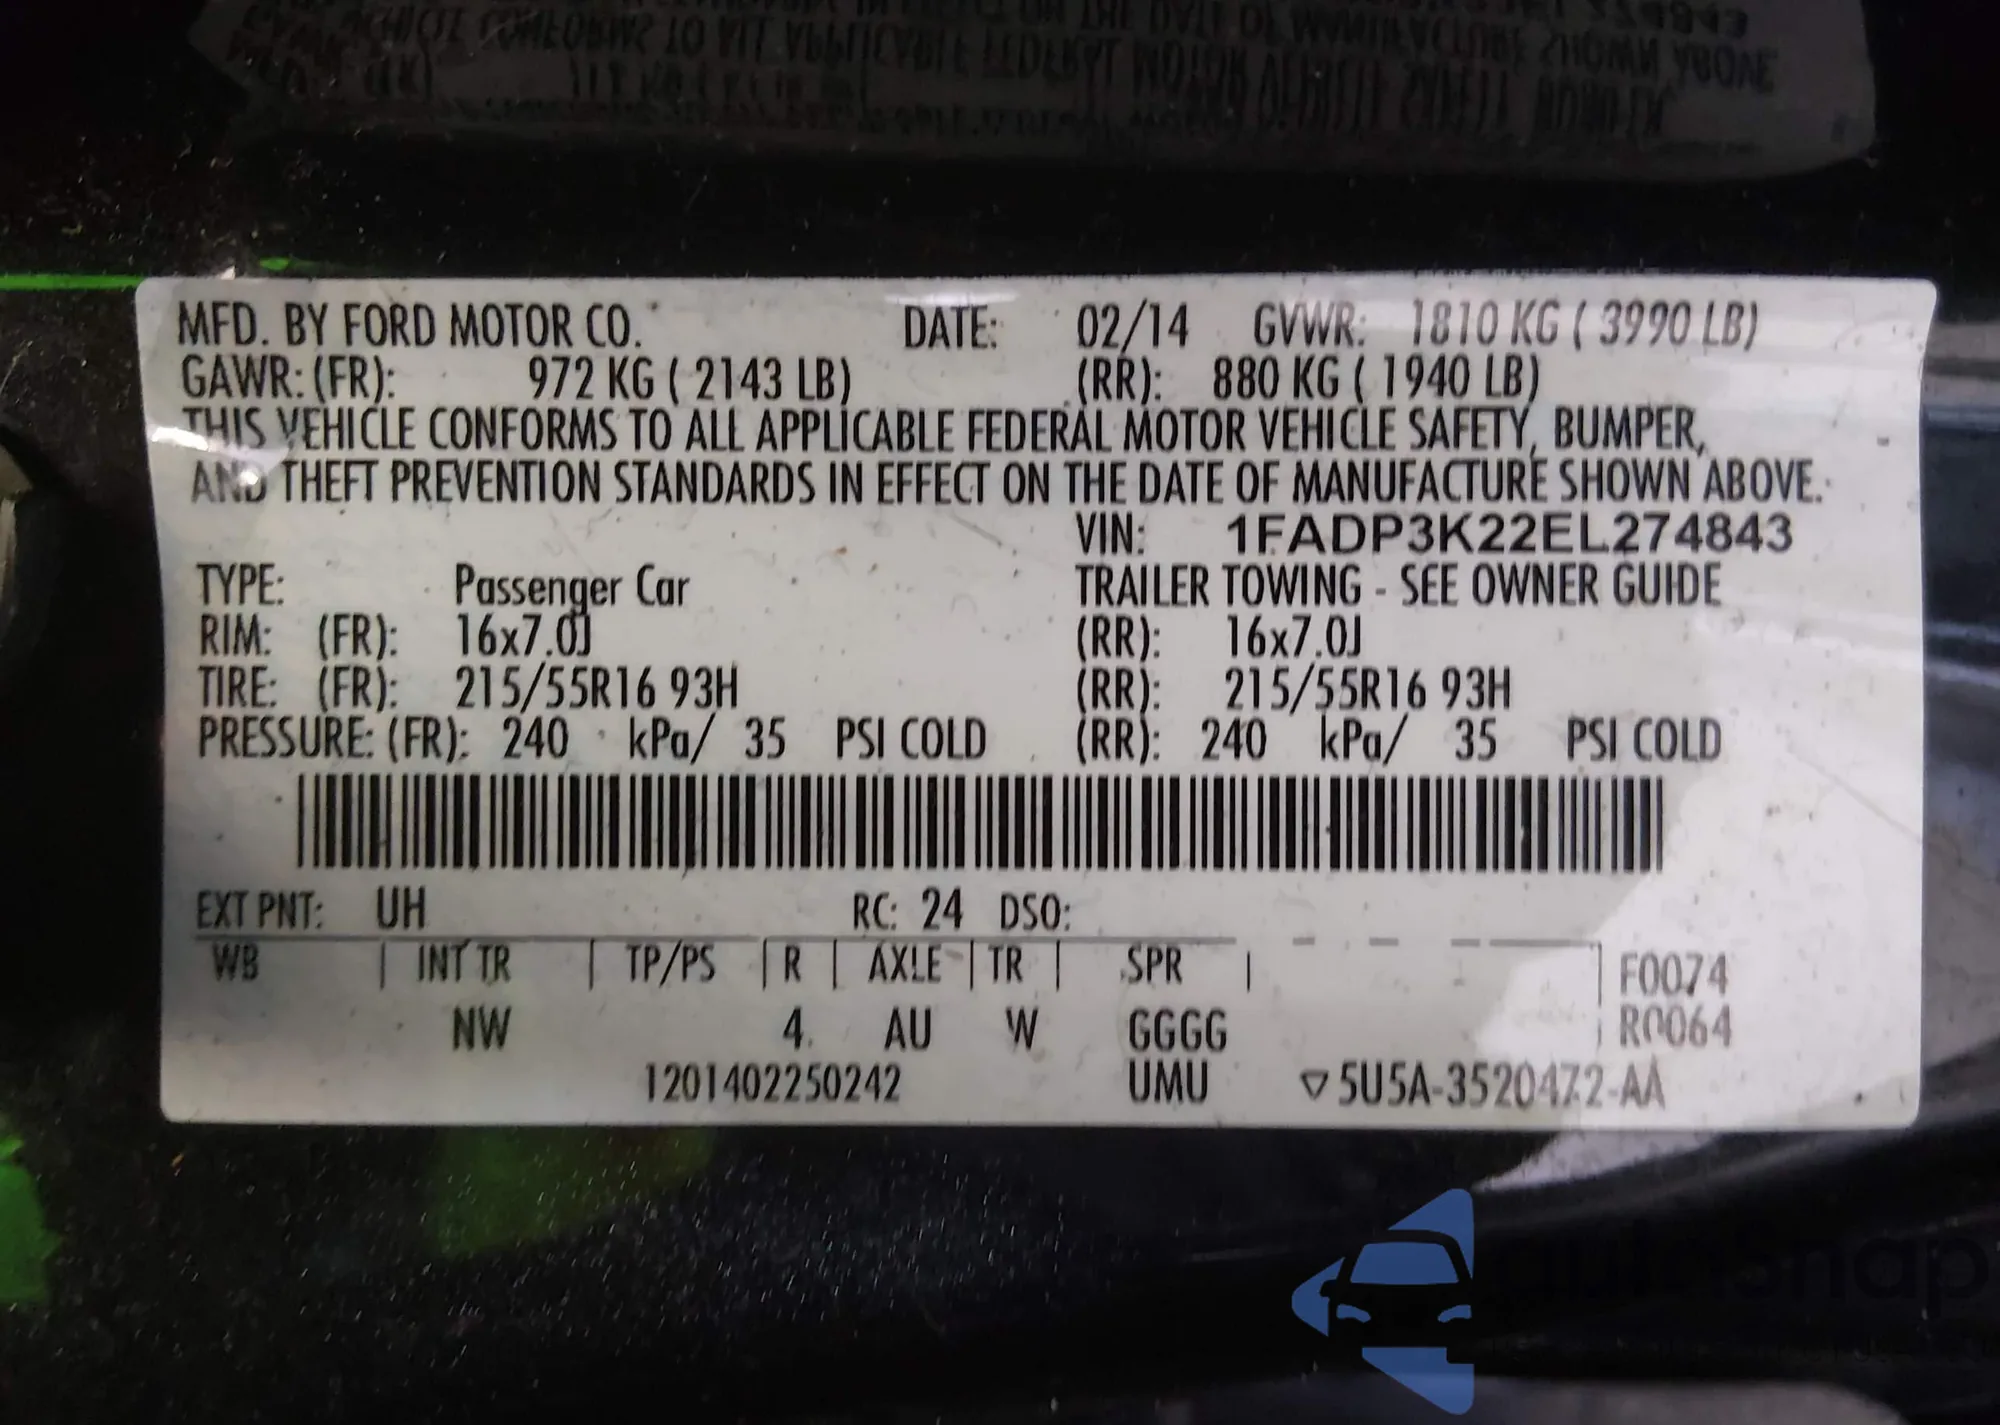 MFD. BY FORD MOTOR CO. DATE: 02/14 GVWR: 1810 KG ( 3990 LB)
GAWR: (FR): 972 KG ( 2143 LB) (RR): 880 KG ( 1940 LB)
THIS VEHICLE CONFORMS TO ALL APPLICABLE FEDERAL MOTOR VEHICLE SAFETY, BUMPER,
AND THEFT PREVENTION STANDARDS IN EFFECT ON THE DATE OF MANUFACTURE SHOWN ABOVE.
VIN: 1FADP3K22EL274843
TYPE: Passenger Car TRAILER TOWING - SEE OWNER GUIDE
RIM: (FR): 16x7.0J (RR): 16x7.0J
TIRE: (FR): 215/55R16 93H (RR): 215/55R16 93H
PRESSURE: (FR): 240 kPa/ 35 PSI COLD (RR): 240 kPa/ 35 PSI COLD
EXT PNT: UH RC: 24 DSO:
WB | INT TR | TP/PS | R | AXLE | TR | SPR | F0074
NW 4 AU W GGGG R0064
1201402250242 UMU ▽5U5A-3520472-AA